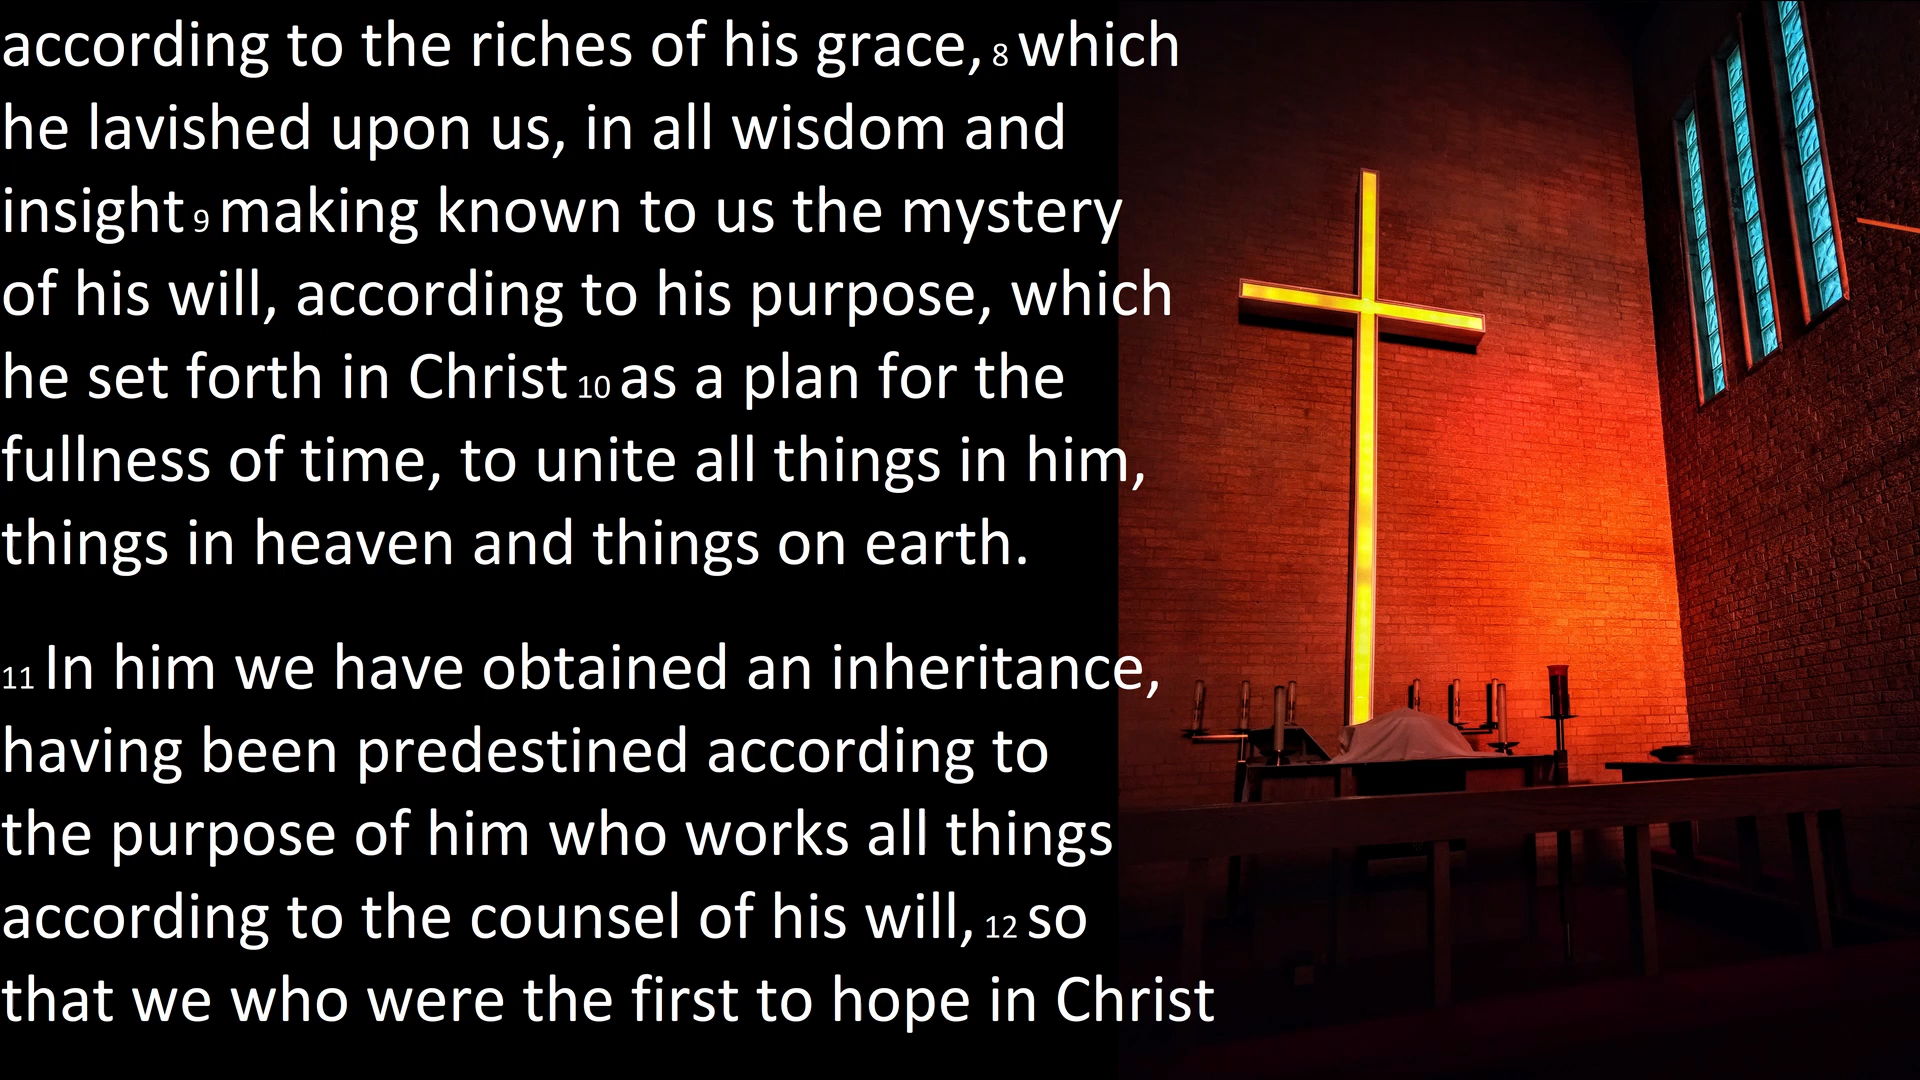 according to the riches of his grace, 8 which
he lavished upon us, in all wisdom and
insight 9 making known to us the mystery
of his will, according to his purpose, which
he set forth in Christ 10 as a plan for the
fullness of time, to unite all things in him,
things in heaven and things on earth.
11 In him we have obtained an inheritance,
having been predestined according to
the purpose of him who works all things
according to the counsel of his will, 12 so
that we who were the first to hope in Christ